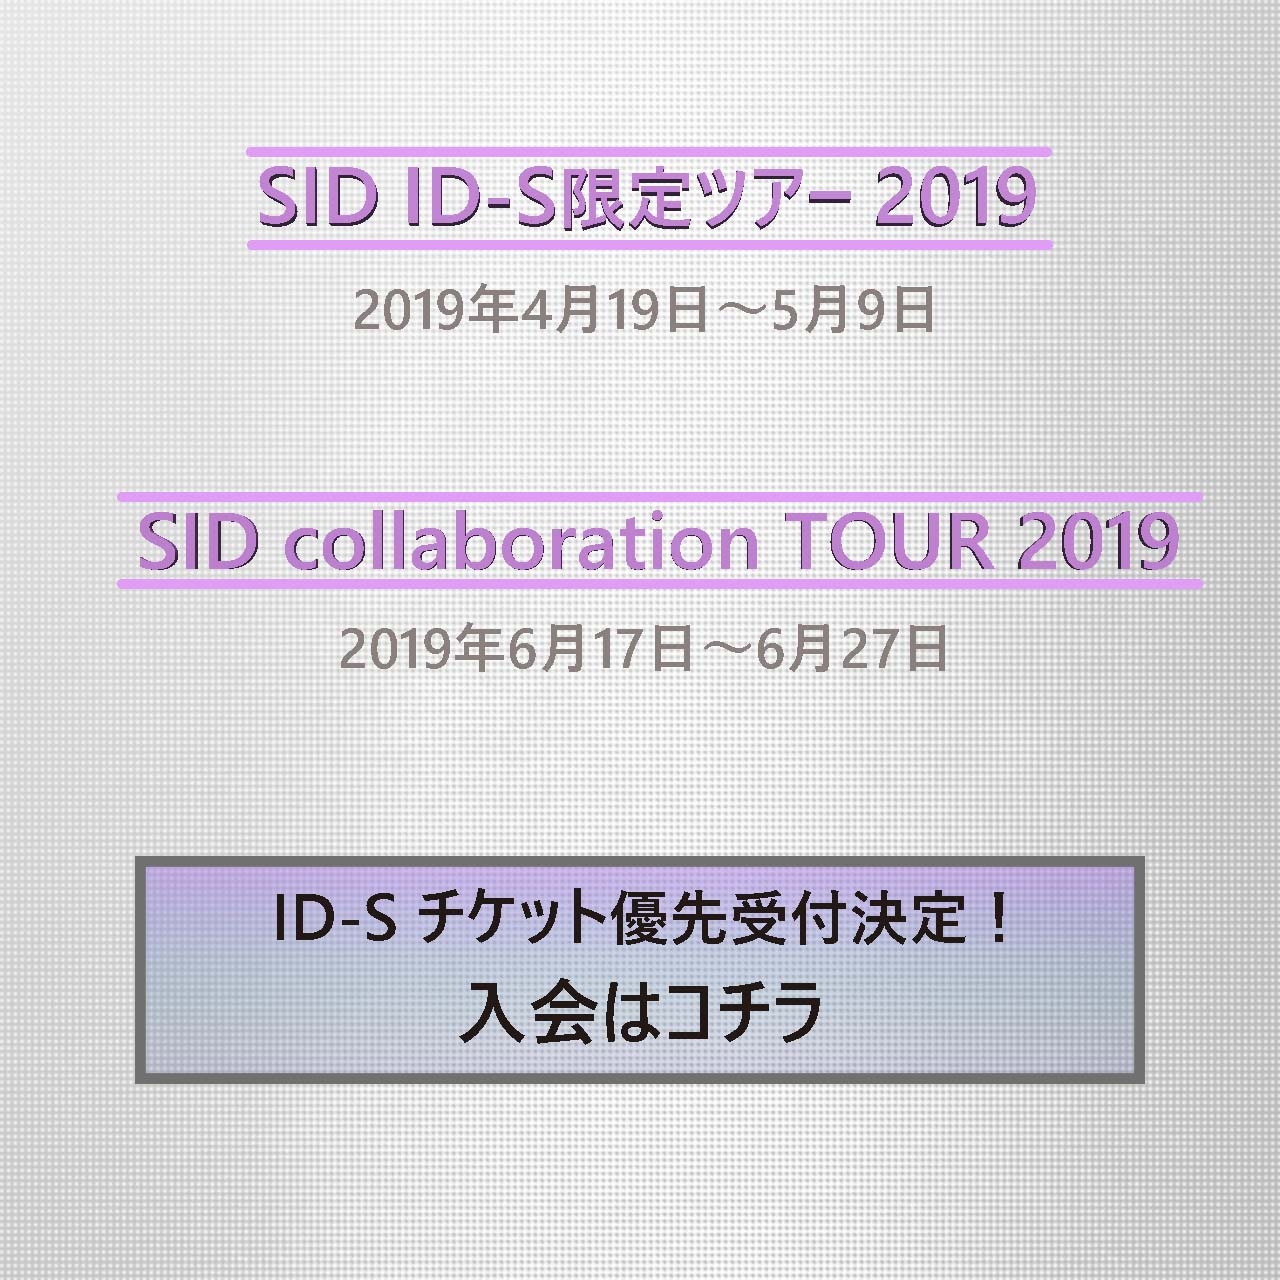 SID ID-S限定ツアー 2019
2019年4月19日～5月9日
SID collaboration TOUR 2019
2019年6月17日～6月27日
ID-S チケット優先受付決定！
入会はコチラ